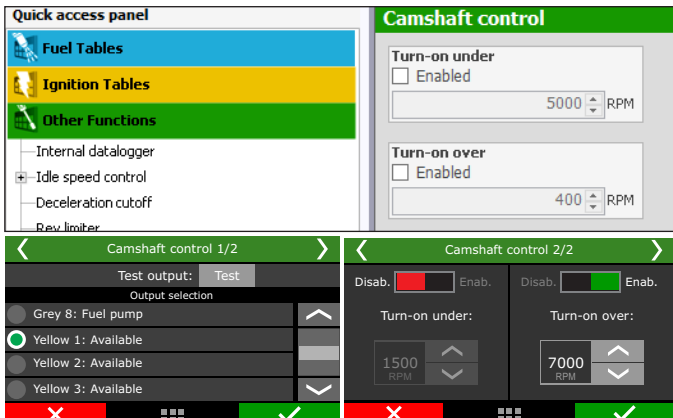 Quick access panel
Fuel Tables
Ignition Tables
Other Functions
Internal datalogger
Idle speed control
Deceleration cutoff
Rev limiter
Camshaft control
Turn-on under
Enabled
5000 RPM
Turn-on over
Enabled
400 RPM
Camshaft control 1/2
Test output: Test
Output selection
Grey 8: Fuel pump
Yellow 1: Available
Yellow 2: Available
Yellow 3: Available
Camshaft control 2/2
Disab. Enab. Disab. Enab.
Turn-on under: Turn-on over:
1500 7000
RPM RPM